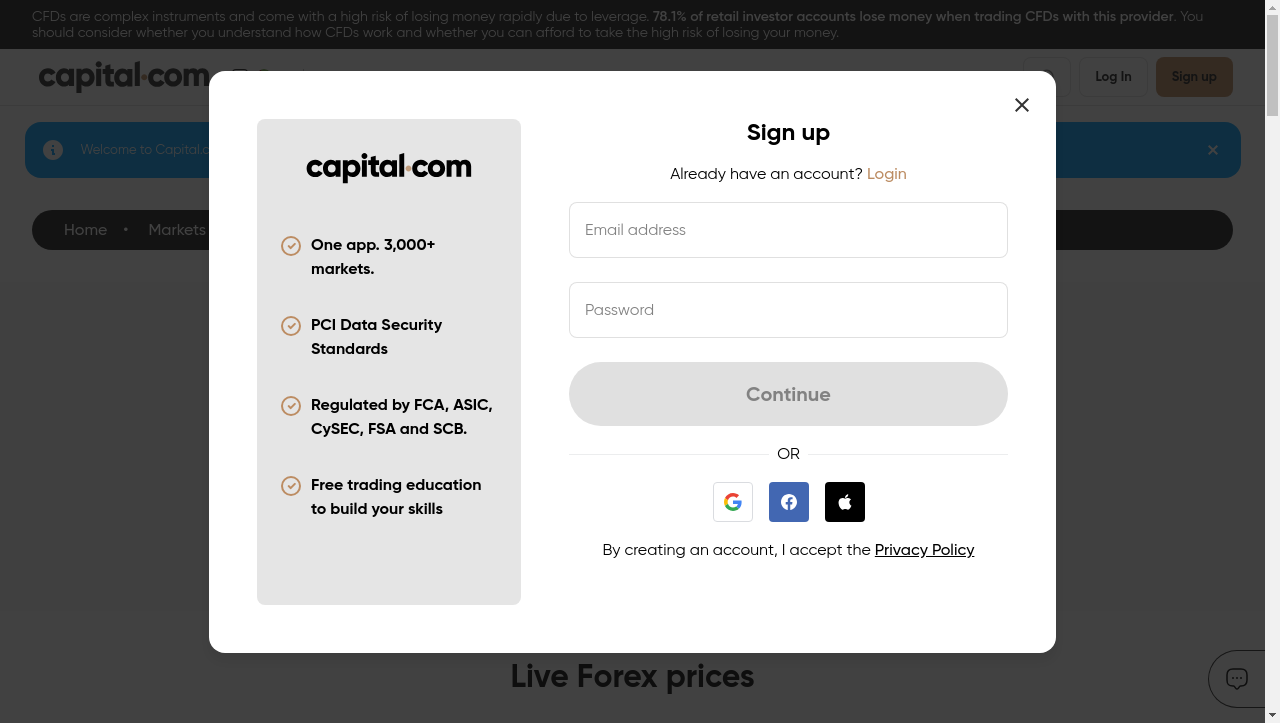 CFDs are complex instruments and come with a high risk of losing money rapidly due to leverage. 78.1% of retail investor accounts lose money when trading CFDs with this provider. You
should consider whether you understand how CFDs work and whether you can afford to take the high risk of losing your money.
capital.com
Log In
Sign up
Welcome to Capital.c
Home
Markets
capital.com
One app. 3,000+
markets.
PCI Data Security
Standards
Regulated by FCA, ASIC,
CySEC, FSA and SCB.
Free trading education
to build your skills
Sign up
Already have an account? Login
Email address
Password
Continue
OR
By creating an account, I accept the Privacy Policy
Live Forex prices